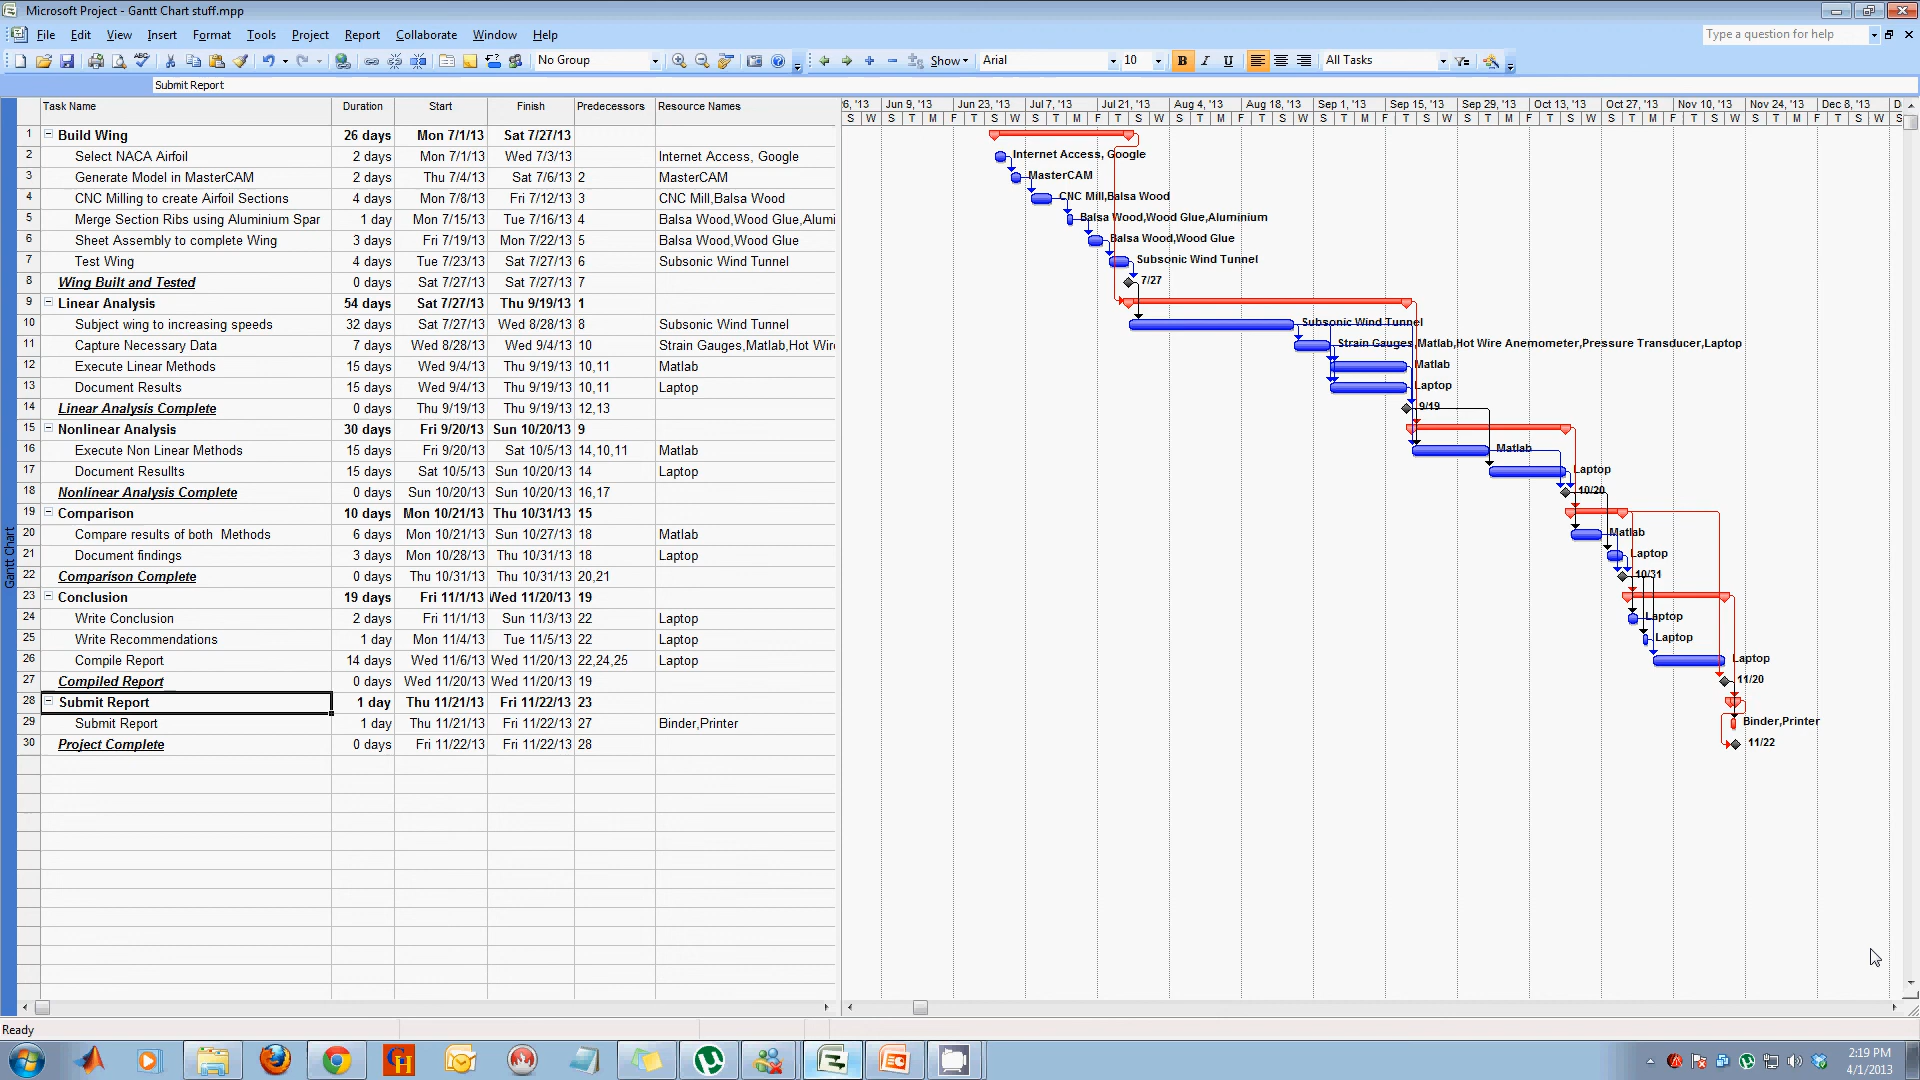 Microsoft Project - Gantt Chart stuff.mpp
File Edit View Insert Format Tools Project Report Collaborate Window Help
Type a question for help
No Group Show Arial 10 B I U All Tasks
Submit Report
Task Name Duration Start Finish Predecessors Resource Names
6, '13 Jun 9, '13 Jun 23, '13 Jul 7, '13 Jul 21, '13 Aug 4, '13 Aug 18, '13 Sep 1, '13 Sep 15, '13 Sep 29, '13 Oct 13, '13 Oct 27, '13 Nov 10, '13 Nov 24, '13 Dec 8, '13 D
S W F T M S W F T M S W F T M S W F T M S W F T M S W F T M S W F T M S W F T M S W F T M S W S
1 Build Wing 26 days Mon 7/1/13 Sat 7/27/13
2 Select NACA Airfoil 2 days Mon 7/1/13 Wed 7/3/13 Internet Access, Google Internet Access, Google
3 Generate Model in MasterCAM 2 days Thu 7/4/13 Sat 7/6/13 2 MasterCAM MasterCAM
4 CNC Milling to create Airfoil Sections 4 days Mon 7/8/13 Fri 7/12/13 3 CNC Mill,Balsa Wood CNC Mill,Balsa Wood
5 Merge Section Ribs using Aluminium Spar 1 day Mon 7/15/13 Tue 7/16/13 4 Balsa Wood,Wood Glue,Alumi Balsa Wood,Wood Glue,Aluminium
6 Sheet Assembly to complete Wing 3 days Fri 7/19/13 Mon 7/22/13 5 Balsa Wood,Wood Glue Balsa Wood,Wood Glue
7 Test Wing 4 days Tue 7/23/13 Sat 7/27/13 6 Subsonic Wind Tunnel Subsonic Wind Tunnel
8 Wing Built and Tested 0 days Sat 7/27/13 Sat 7/27/13 7 7/27
9 Linear Analysis 54 days Sat 7/27/13 Thu 9/19/13 1
10 Subject wing to increasing speeds 32 days Sat 7/27/13 Wed 8/28/13 8 Subsonic Wind Tunnel Subsonic Wind Tunnel
11 Capture Necessary Data 7 days Wed 8/28/13 Wed 9/4/13 10 Strain Gauges,Matlab,Hot Wire Strain Gauges,Matlab,Hot Wire Anemometer,Pressure Transducer,Laptop
12 Execute Linear Methods 15 days Wed 9/4/13 Thu 9/19/13 10,11 Matlab Matlab
13 Document Results 15 days Wed 9/4/13 Thu 9/19/13 10,11 Laptop Laptop
14 Linear Analysis Complete 0 days Thu 9/19/13 Thu 9/19/13 12,13 9/19
15 Nonlinear Analysis 30 days Fri 9/20/13 Sun 10/20/13 9
16 Execute Non Linear Methods 15 days Fri 9/20/13 Sat 10/5/13 14,10,11 Matlab Matlab
17 Document Resullts 15 days Sat 10/5/13 Sun 10/20/13 14 Laptop Laptop
18 Nonlinear Analysis Complete 0 days Sun 10/20/13 Sun 10/20/13 16,17 10/20
19 Comparison 10 days Mon 10/21/13 Thu 10/31/13 15
20 Compare results of both Methods 6 days Mon 10/21/13 Sun 10/27/13 18 Matlab Matlab
21 Document findings 3 days Mon 10/28/13 Thu 10/31/13 18 Laptop Laptop
22 Comparison Complete 0 days Thu 10/31/13 Thu 10/31/13 20,21 10/31
23 Conclusion 19 days Fri 11/1/13 Wed 11/20/13 19
24 Write Conclusion 2 days Fri 11/1/13 Sun 11/3/13 22 Laptop Laptop
25 Write Recommendations 1 day Mon 11/4/13 Tue 11/5/13 22 Laptop Laptop
26 Compile Report 14 days Wed 11/6/13 Wed 11/20/13 22,24,25 Laptop Laptop
27 Compiled Report 0 days Wed 11/20/13 Wed 11/20/13 19 11/20
28 Submit Report 1 day Thu 11/21/13 Fri 11/22/13 23
29 Submit Report 1 day Thu 11/21/13 Fri 11/22/13 27 Binder,Printer Binder,Printer
30 Project Complete 0 days Fri 11/22/13 Fri 11/22/13 28 11/22
Gantt Chart
Ready
2:19 PM
4/1/2013